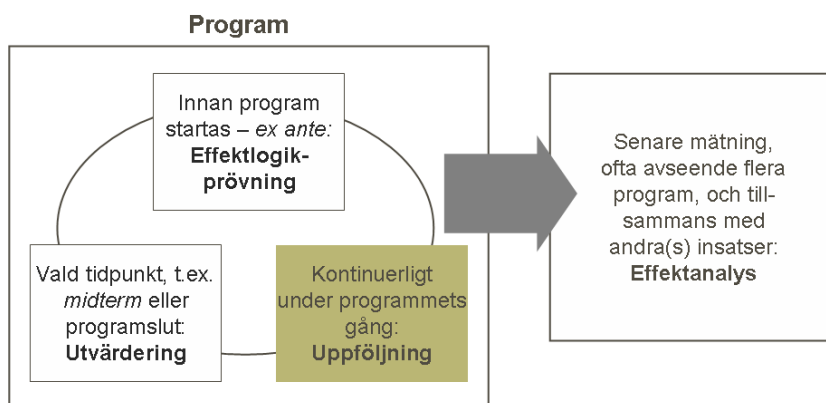 Program
Innan program
startas – ex ante:
Effektlogik-
prövning
Vald tidpunkt, t.ex.
midterm eller
programslut:
Utvärdering
Kontinuerligt
under programmets
gång:
Uppföljning
Senare mätning,
ofta avseende flera
program, och till-
sammans med
andra(s) insatser:
Effektanalys